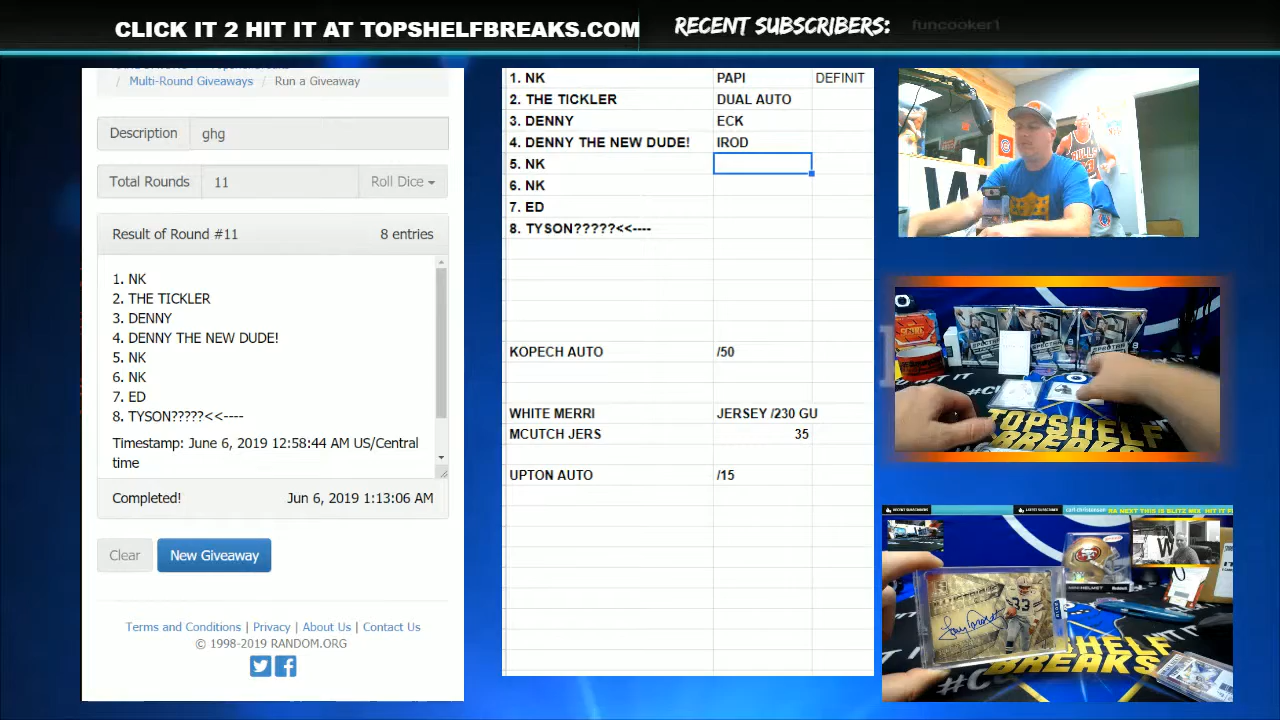 CLICK IT 2 HIT IT AT TOPSHELFBREAKS.COM
RECENT SUBSCRIBERS:
funcooker1
/ Multi-Round Giveaways / Run a Giveaway
Description ghg
Total Rounds 11 Roll Dice
Result of Round #11 8 entries
1. NK
2. THE TICKLER
3. DENNY
4. DENNY THE NEW DUDE!
5. NK
6. NK
7. ED
8. TYSON?????<<----
Timestamp: June 6, 2019 12:58:44 AM US/Central
time
Completed! Jun 6, 2019 1:13:06 AM
Clear New Giveaway
Terms and Conditions | Privacy | About Us | Contact Us
© 1998-2019 RANDOM.ORG
1. NK PAPI DEFINIT
2. THE TICKLER DUAL AUTO
3. DENNY ECK
4. DENNY THE NEW DUDE! IROD
5. NK
6. NK
7. ED
8. TYSON?????<<----
KOPECH AUTO /50
WHITE MERRI JERSEY /230 GU
MCUTCH JERS 35
UPTON AUTO /15
BULLS
SPECTRA
TOPSHELF
BREAKS
TOPSHELF
BREAKS
33